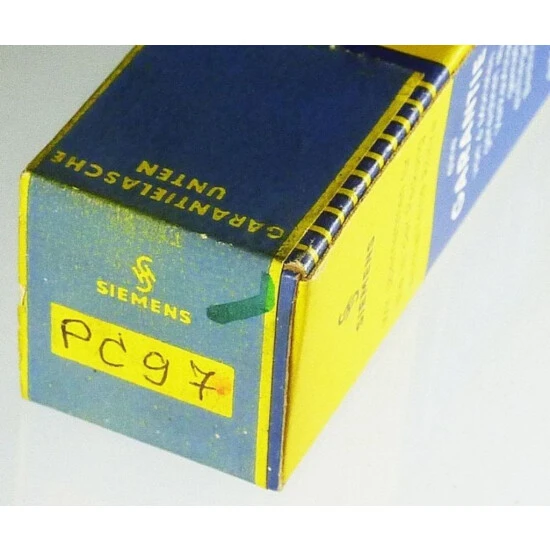 GARANTIELASCHE
UNTEN
SIEMENS
PC97
SIEMENS
GARANTIE